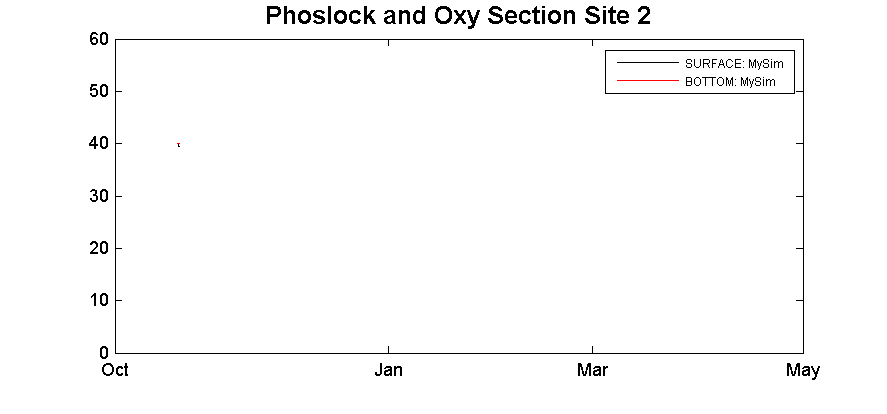 Phoslock and Oxy Section Site 2
60
50
40
30
20
10
0
SURFACE: MySim
BOTTOM: MySim
Oct Jan Mar May